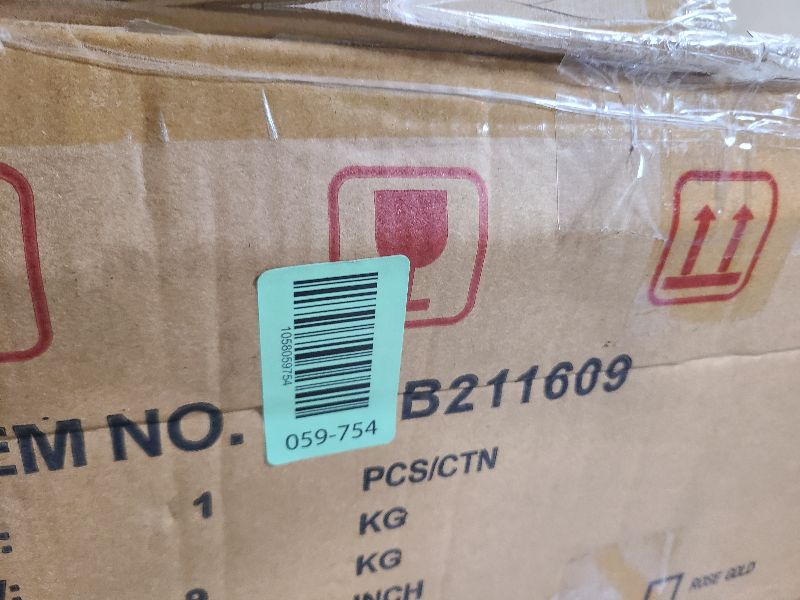 1058059754
059-754
EM NO. B211609
1 PCS/CTN
KG
KG
INCH
ROSE GOLD